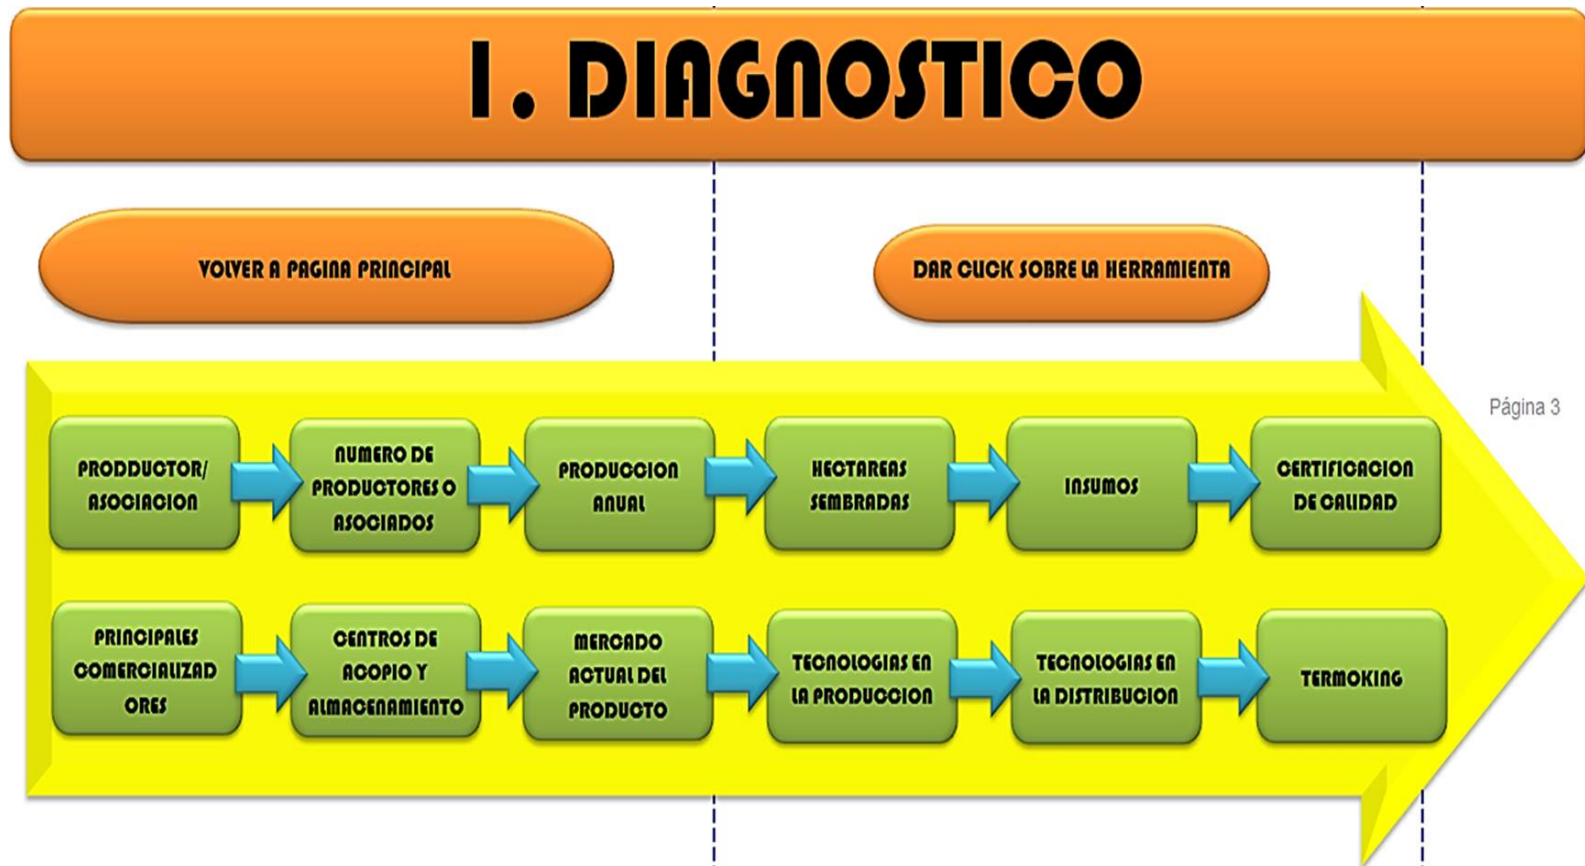 1. DIAGNOSTICO
VOLVER A PAGINA PRINCIPAL
DAR CLICK SOBRE LA HERRAMIENTA
Página 3
PRODDUCTOR/
ASOCIACION
NUMERO DE
PRODUCTORES O
ASOCIADOS
PRODUCCION
ANUAL
HECTAREAS
SEMBRADAS
INSUMOS
CERTIFICACION
DE CALIDAD
PRINCIPALES
COMERCIALIZAD
ORES
CENTROS DE
ACOPIO Y
ALMACENAMIENTO
MERCADO
ACTUAL DEL
PRODUCTO
TECNOLOGIAS EN
LA PRODUCCION
TECNOLOGIAS EN
LA DISTRIBUCION
TERMOKING